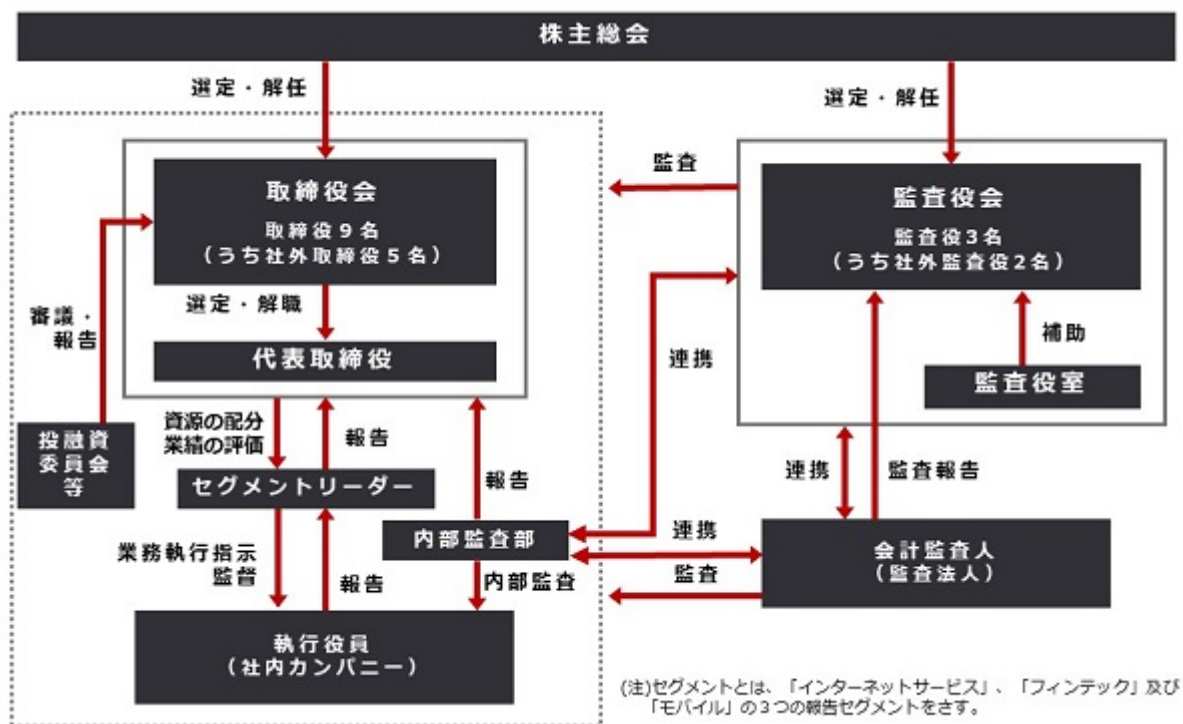 株主総会
選定・解任
選定・解任
取締役会
取締役9名
(うち社外取締役5名)
監査
監査役会
監査役3名
(うち社外監査役2名)
選定・解職
審議・
報告
代表取締役
連携
補助
監査役室
投融資
委員会
等
資源の配分
業績の評価
報告
セグメントリーダー
報告
連携
監査報告
内部監査部
連携
会計監査人
(監査法人)
業務執行指示
監督
報告
内部監査
監査
執行役員
(社内カンパニー)
(注)セグメントとは、「インターネットサービス」、「フィンテック」及び
「モバイル」の3つの報告セグメントをさす。